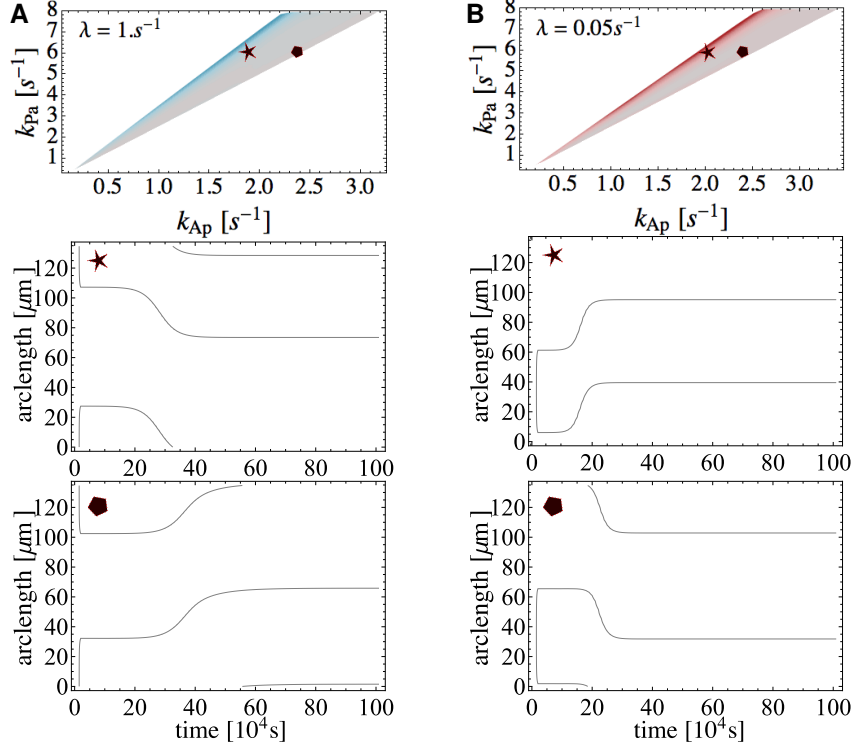 A
λ = 1.s⁻¹
k_Pa [s⁻¹]
8
7
6
5
4
3
2
1
0.5 1.0 1.5 2.0 2.5 3.0
k_Ap [s⁻¹]
B
λ = 0.05s⁻¹
k_Pa [s⁻¹]
8
7
6
5
4
3
2
1
0.5 1.0 1.5 2.0 2.5 3.0
k_Ap [s⁻¹]
arclength [μm]
120
100
80
60
40
20
0
0 20 40 60 80 100
arclength [μm]
120
100
80
60
40
20
0
0 20 40 60 80 100
arclength [μm]
120
100
80
60
40
20
0
0 20 40 60 80 100
time [10⁴s]
arclength [μm]
120
100
80
60
40
20
0
0 20 40 60 80 100
time [10⁴s]